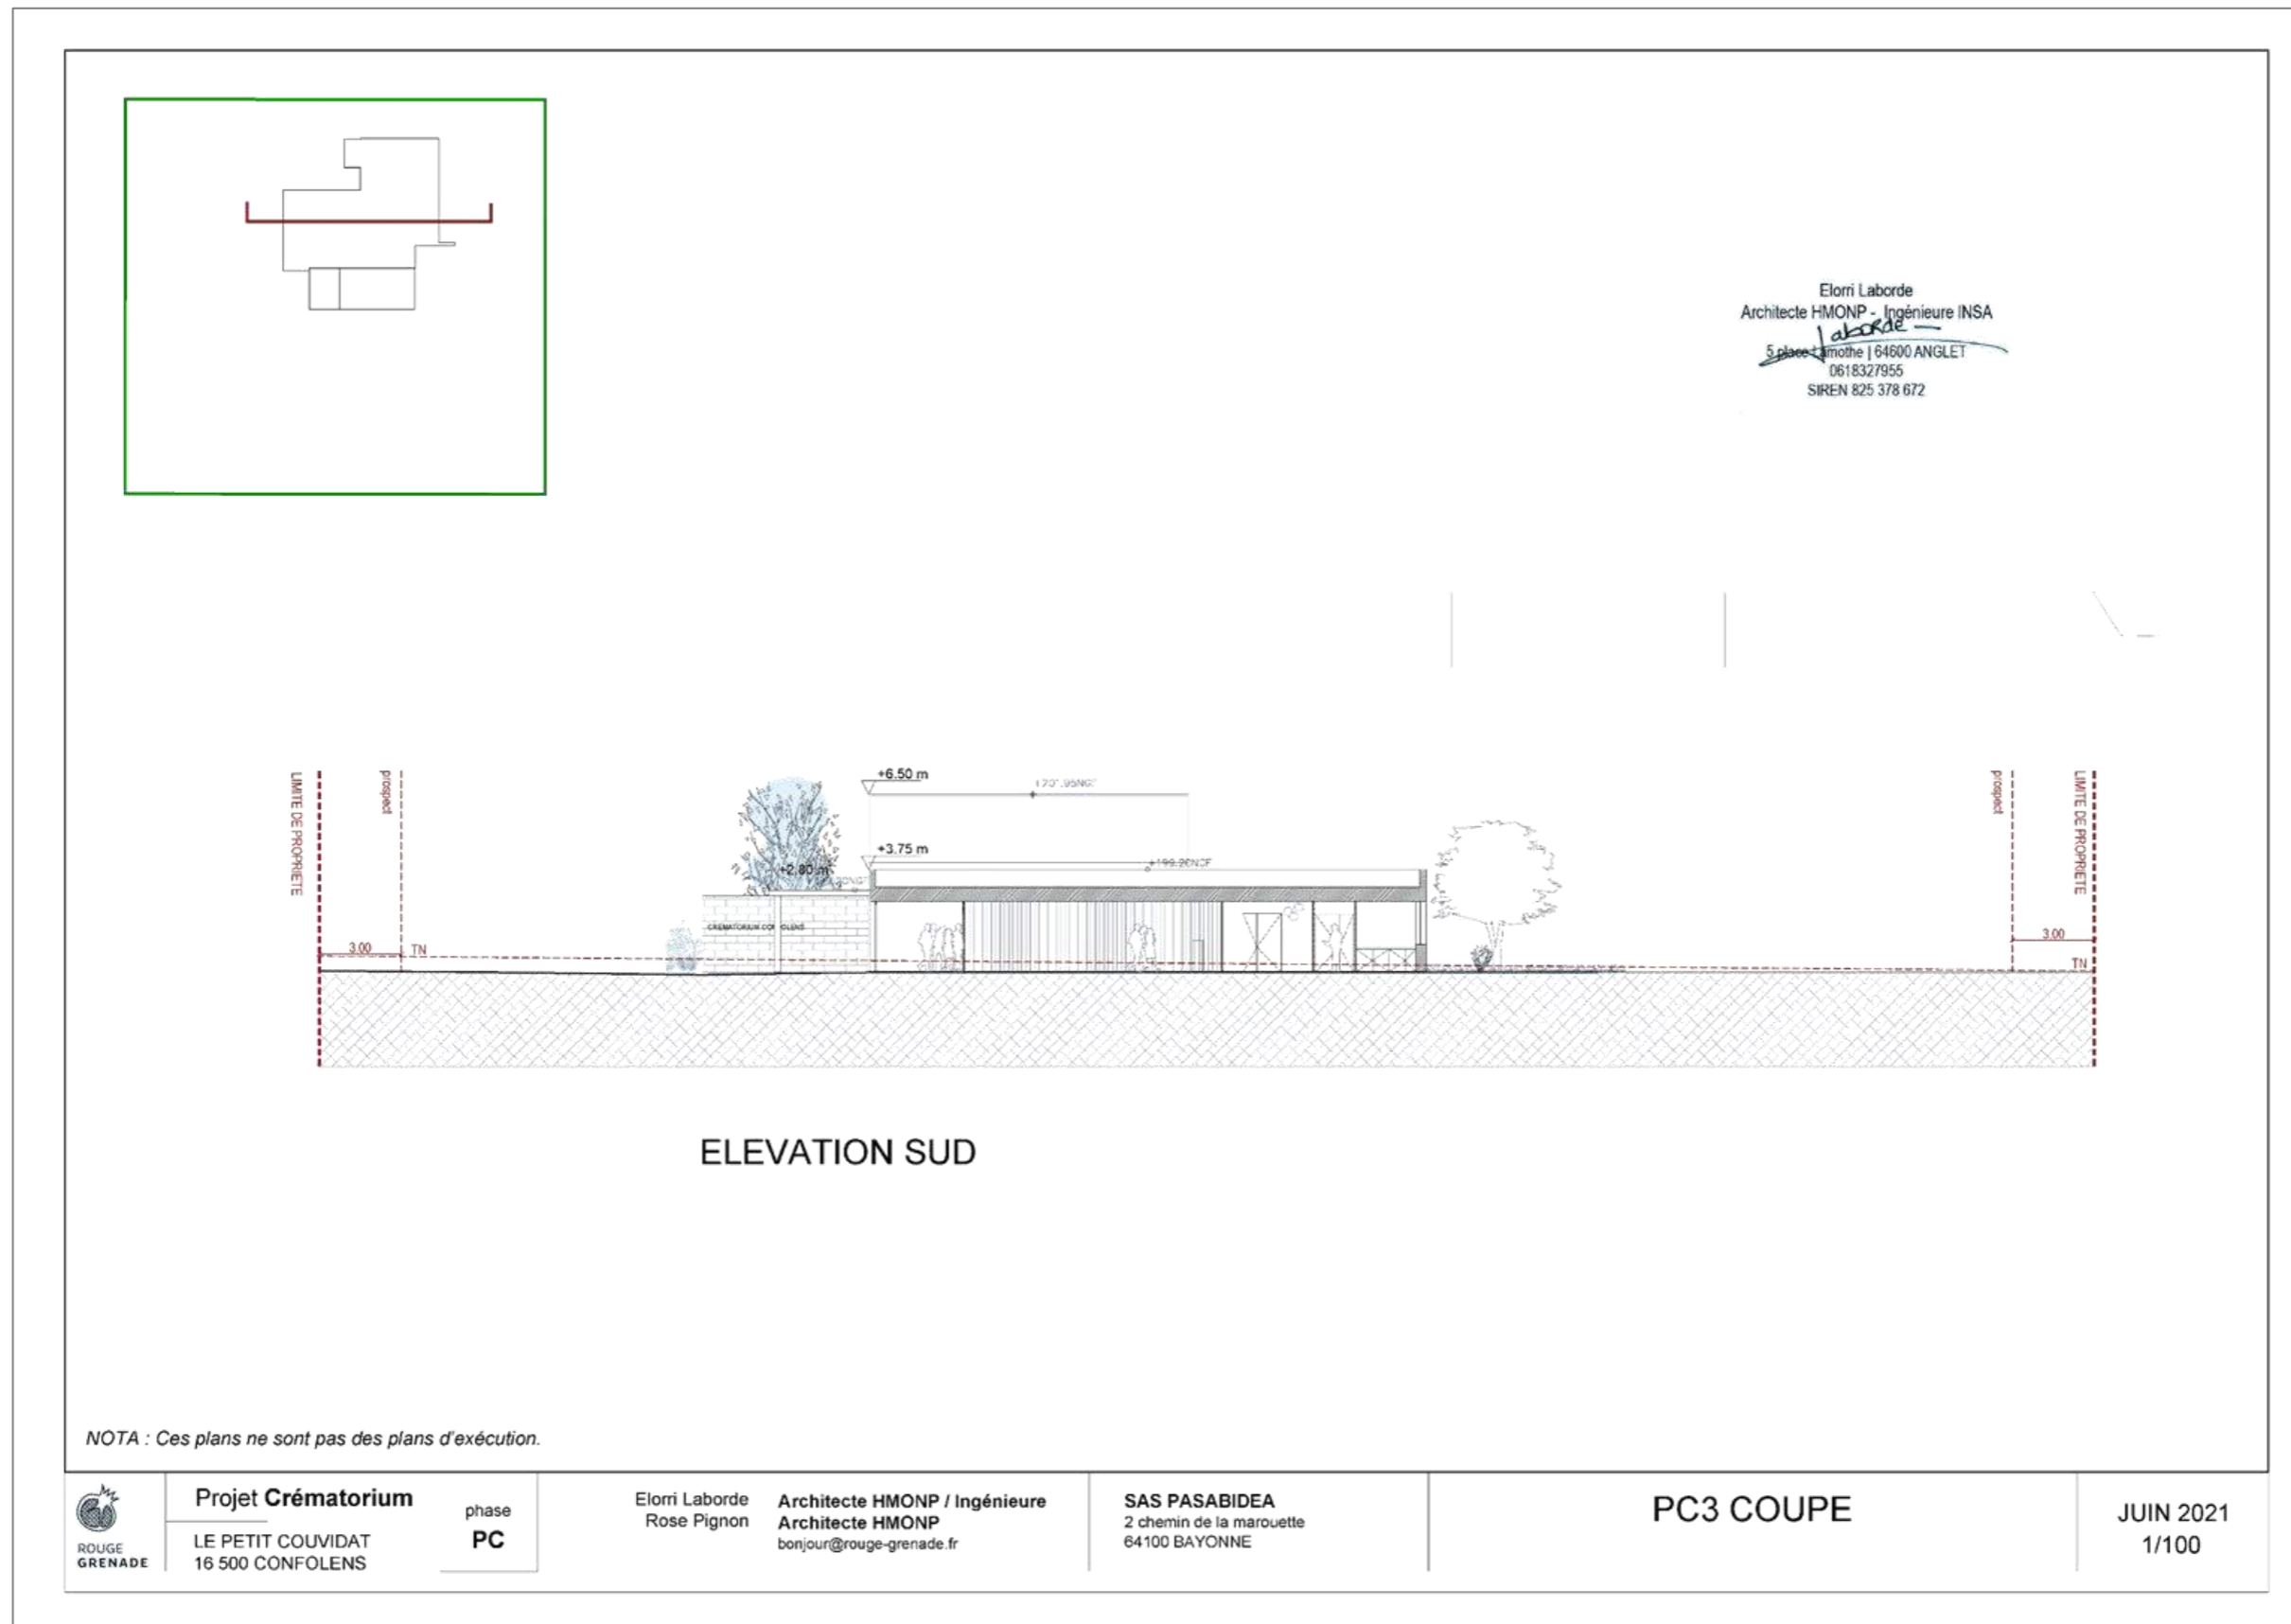 Elorri Laborde
Architecte HMONP - Ingénieure INSA
Laborde
5 place Lamothe | 64600 ANGLET
0618327955
SIREN 825 378 672
LIMITE DE PROPRIETE
prospect
+6.50 m
+3.75 m
+2.80 m
+199.20NGF
CREMATORIUM CONFOLENS
3.00
TN
prospect
LIMITE DE PROPRIETE
3.00
TN
ELEVATION SUD
NOTA : Ces plans ne sont pas des plans d'exécution.
ROUGE
GRENADE
Projet Crématorium
LE PETIT COUVIDAT
16 500 CONFOLENS
phase
PC
Elorri Laborde
Rose Pignon
Architecte HMONP / Ingénieure
Architecte HMONP
bonjour@rouge-grenade.fr
SAS PASABIDEA
2 chemin de la marouette
64100 BAYONNE
PC3 COUPE
JUIN 2021
1/100